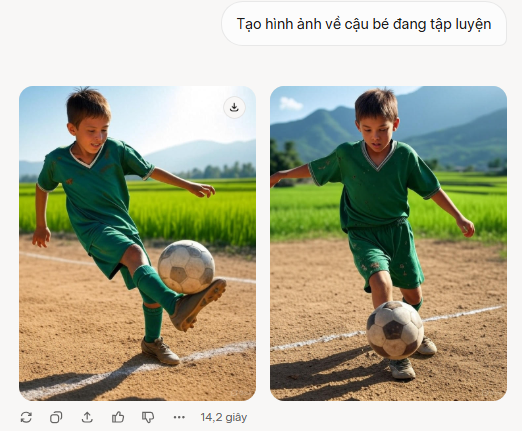 Tạo hình ảnh về cậu bé đang tập luyện
14,2 giây